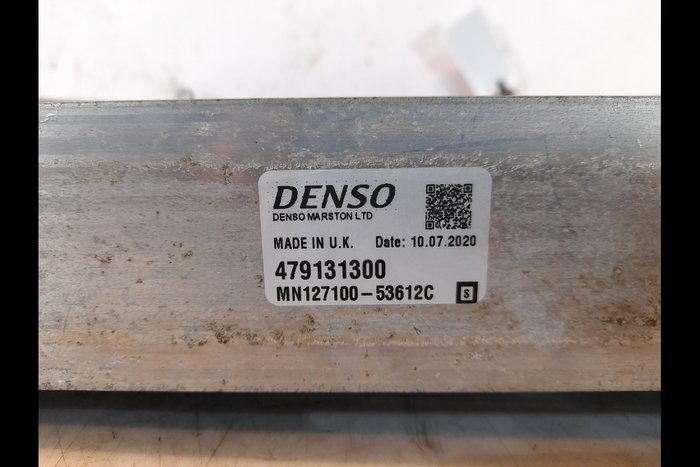 DENSO
DENSO MARSTON LTD
MADE IN U.K. Date: 10.07.2020
479131300
MN127100-53612C S